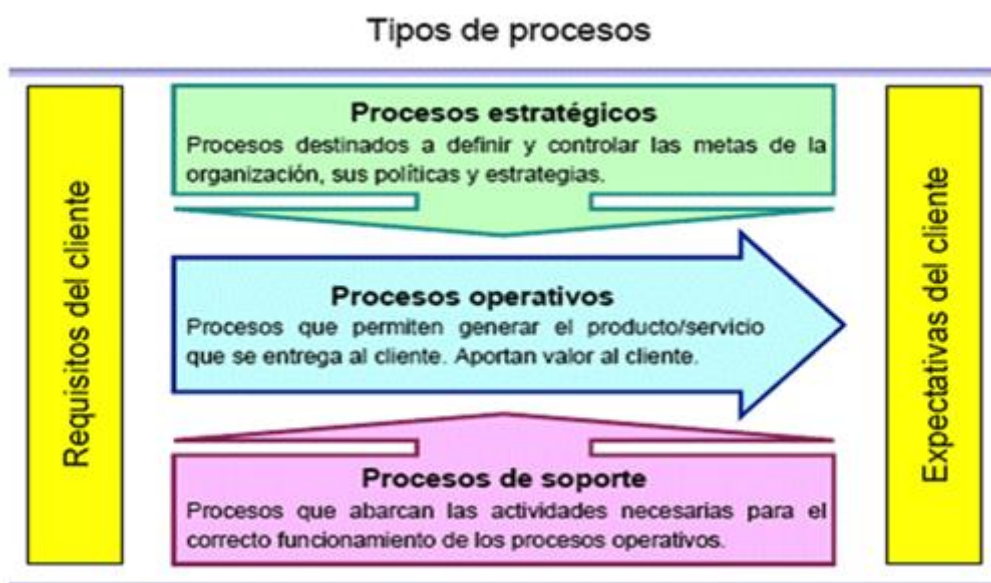 Tipos de procesos
Requisitos del cliente
Procesos estratégicos
Procesos destinados a definir y controlar las metas de la
organización, sus políticas y estrategias.
Procesos operativos
Procesos que permiten generar el producto/servicio
que se entrega al cliente. Aportan valor al cliente.
Procesos de soporte
Procesos que abarcan las actividades necesarias para el
correcto funcionamiento de los procesos operativos.
Expectativas del cliente